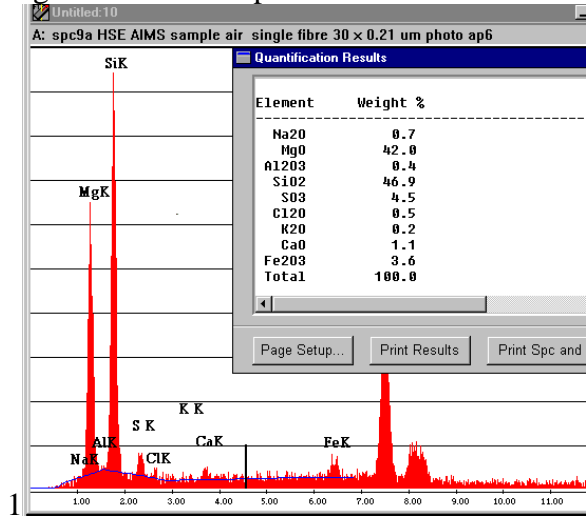 Untitled:10
A: spc9a HSE AIMS sample air single fibre 30 × 0.21 um photo ap6
Quantification Results
Element Weight %
Na2O 0.7
MgO 42.0
Al2O3 0.4
SiO2 46.9
SO3 4.5
Cl2O 0.5
K2O 0.2
CaO 1.1
Fe2O3 3.6
Total 100.0
Page Setup... Print Results Print Spc and
SiK
MgK
K K
S K
AlK
CaK
FeK
NaK
ClK
1.00 2.00 3.00 4.00 5.00 6.00 7.00 8.00 9.00 10.00 11.00
1